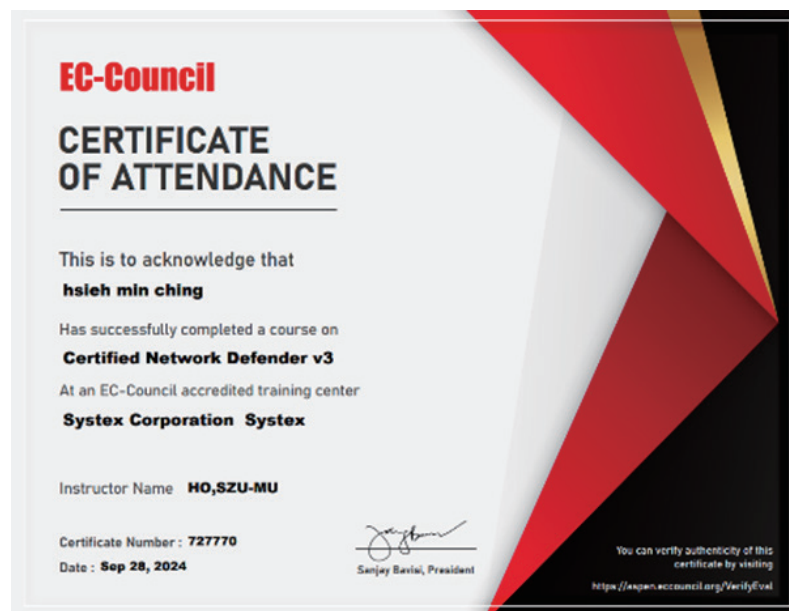 EC-Council
CERTIFICATE
OF ATTENDANCE
This is to acknowledge that
hsieh min ching
Has successfully completed a course on
Certified Network Defender v3
At an EC-Council accredited training center
Systex Corporation Systex
Instructor Name HO,SZU-MU
Certificate Number : 727770
Date : Sep 28, 2024
Sanjay Bavisi, President
You can verify authenticity of this
certificate by visiting
https://aspen.eccouncil.org/VerifyEval